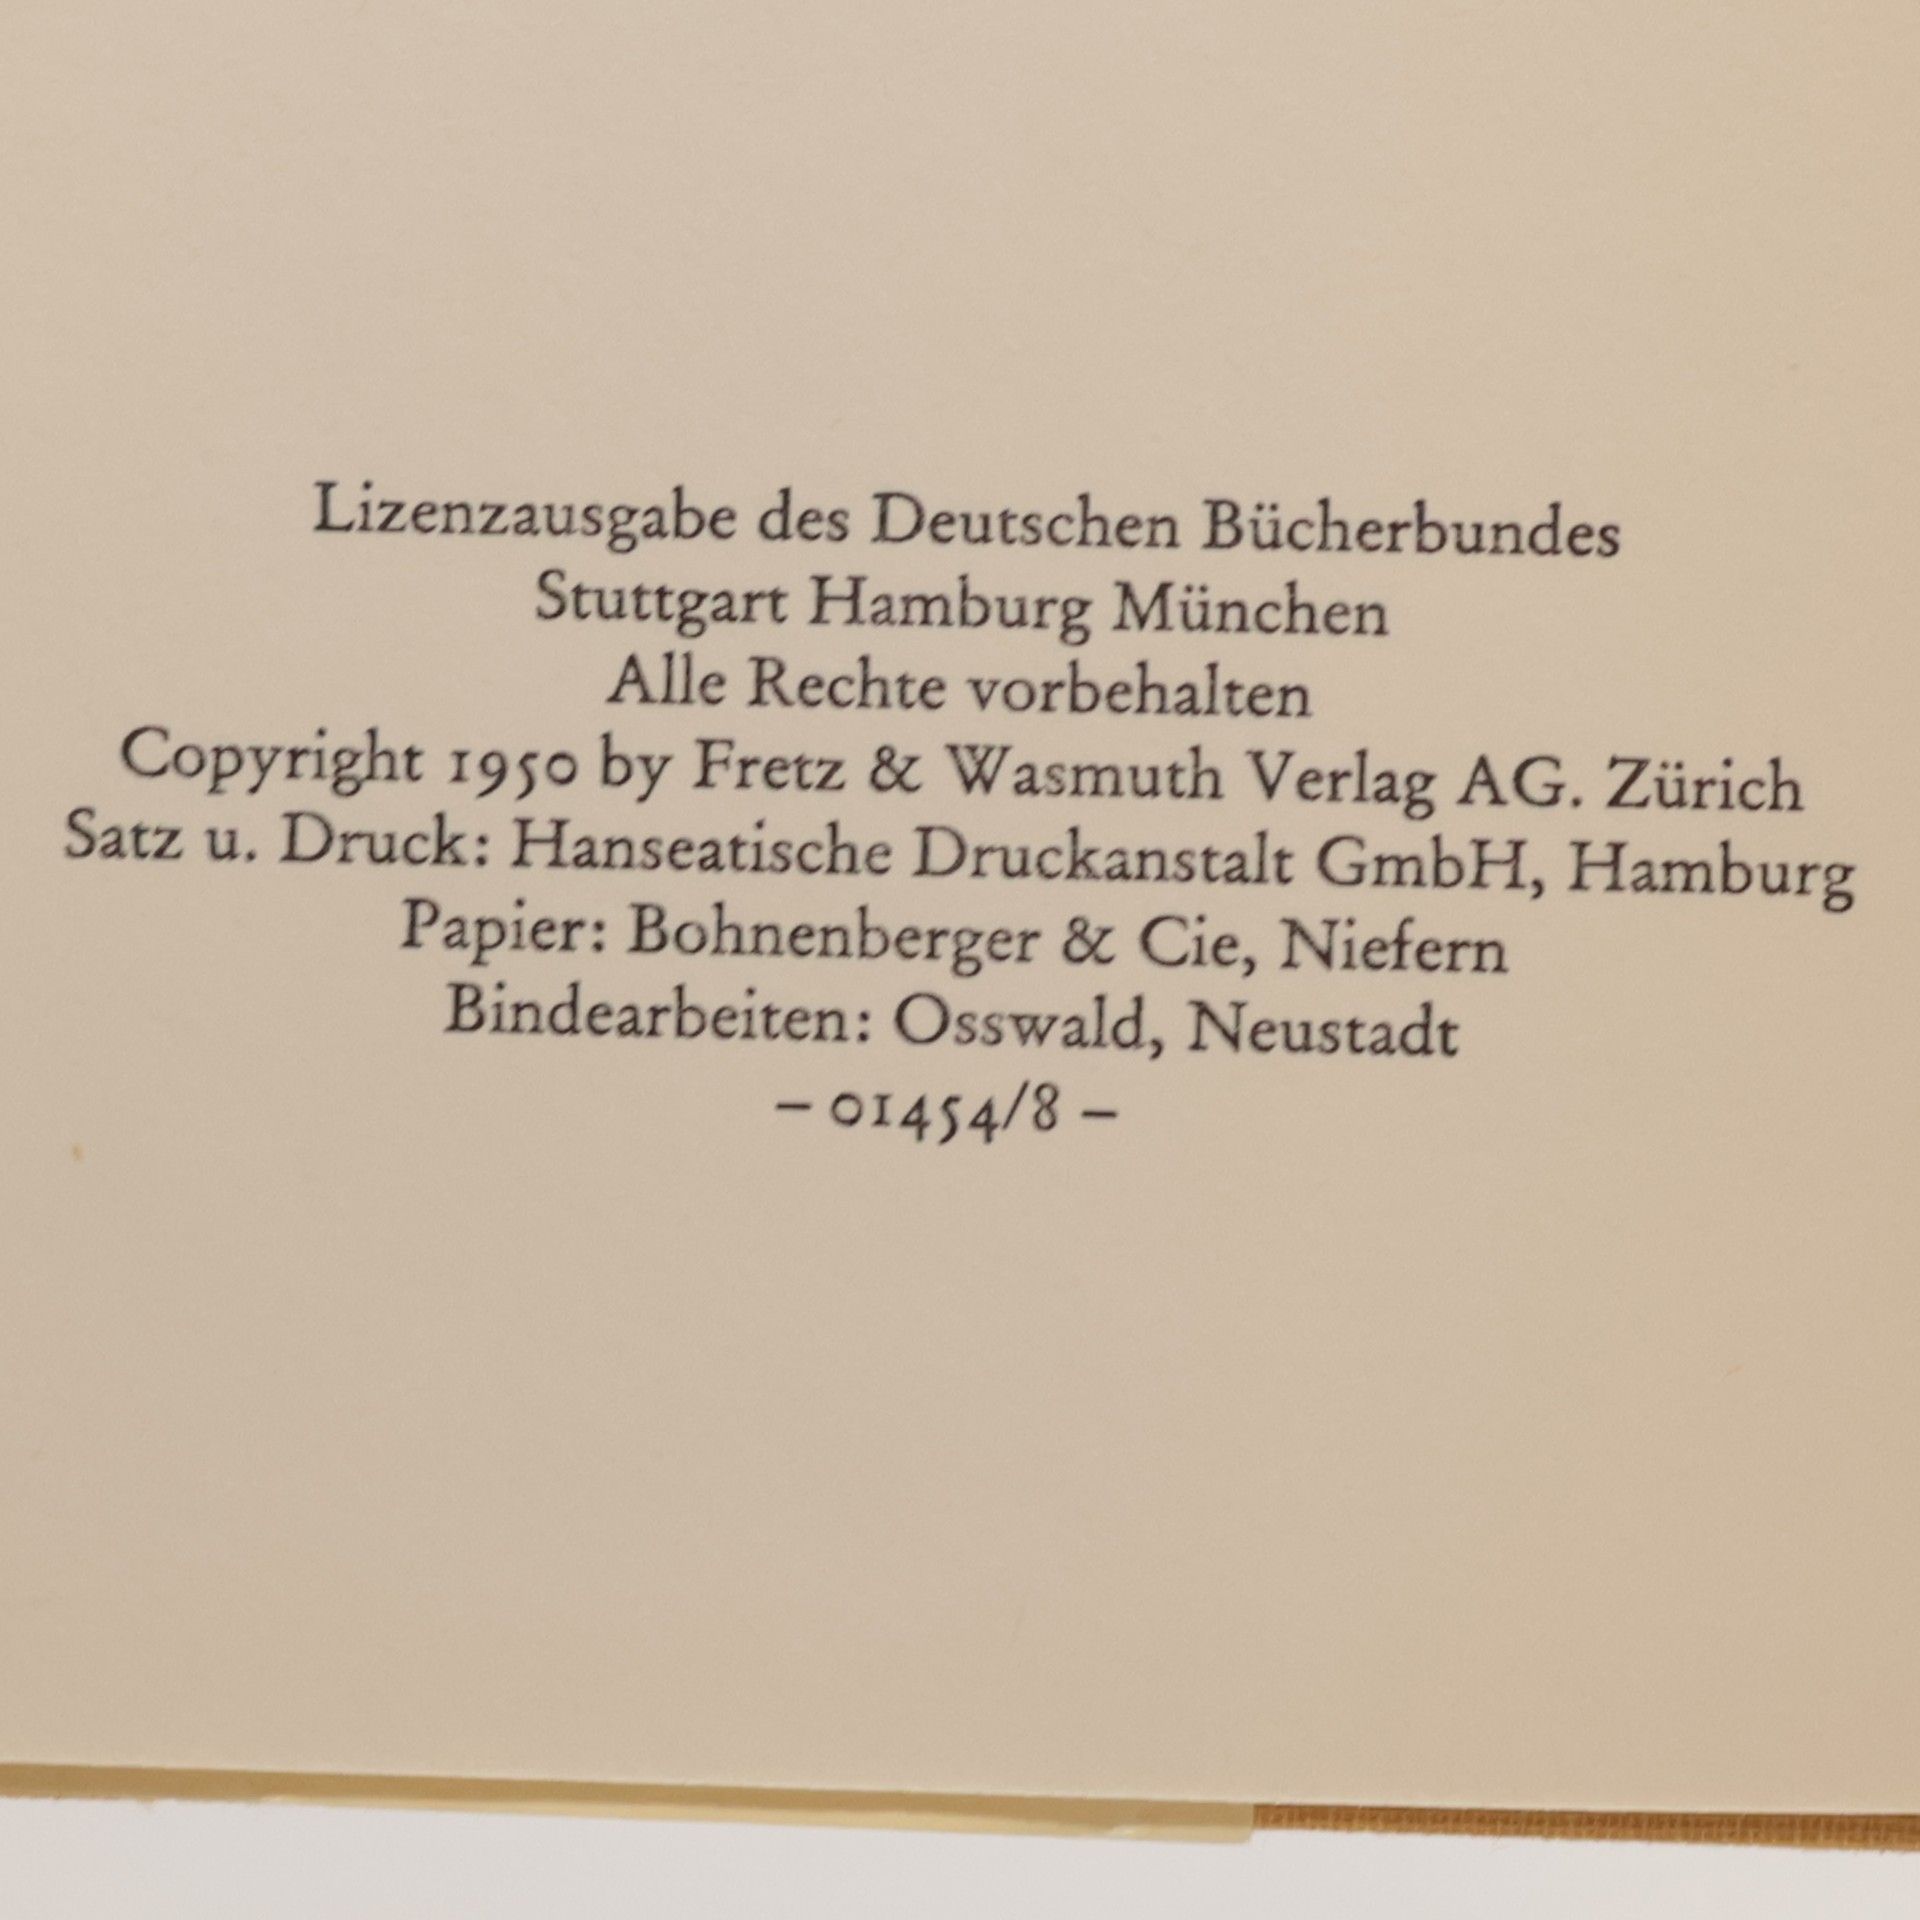 Lizenzausgabe des Deutschen Bücherbundes
Stuttgart Hamburg München
Alle Rechte vorbehalten
Copyright 1950 by Fretz & Wasmuth Verlag AG. Zürich
Satz u. Druck: Hanseatische Druckanstalt GmbH, Hamburg
Papier: Bohnenberger & Cie, Niefern
Bindearbeiten: Osswald, Neustadt
– 01454/8 –